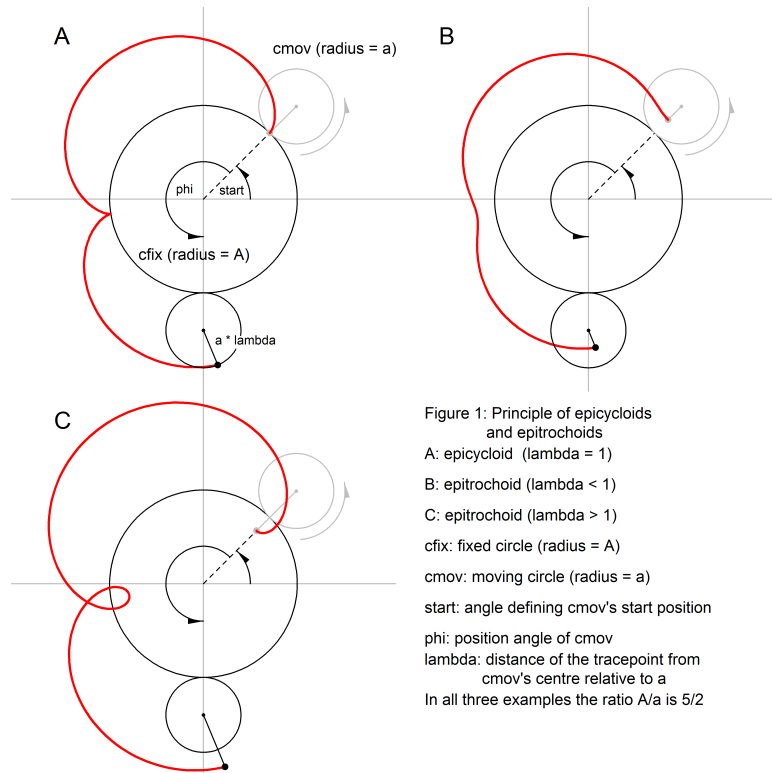 A
cmov (radius = a)
B
phi
start
cfix (radius = A)
a * lambda
C
Figure 1: Principle of epicycloids
and epitrochoids
A: epicycloid (lambda = 1)
B: epitrochoid (lambda < 1)
C: epitrochoid (lambda > 1)
cfix: fixed circle (radius = A)
cmov: moving circle (radius = a)
start: angle defining cmov's start position
phi: position angle of cmov
lambda: distance of the tracepoint from
cmov's centre relative to a
In all three examples the ratio A/a is 5/2